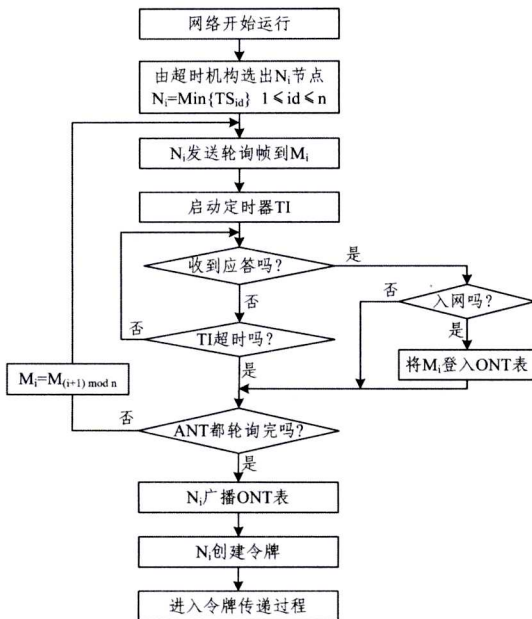 网络开始运行
由超时机构选出Nᵢ节点
Nᵢ=Min{TS_id} 1≤id≤n
Nᵢ发送轮询帧到Mᵢ
启动定时器TI
收到应答吗?
是
否
入网吗?
否
是
TI超时吗?
否
是
将Mᵢ登入ONT表
Mᵢ=M₍ᵢ₊₁₎ mod n
ANT都轮询完吗?
否
是
Nᵢ广播ONT表
Nᵢ创建令牌
进入令牌传递过程